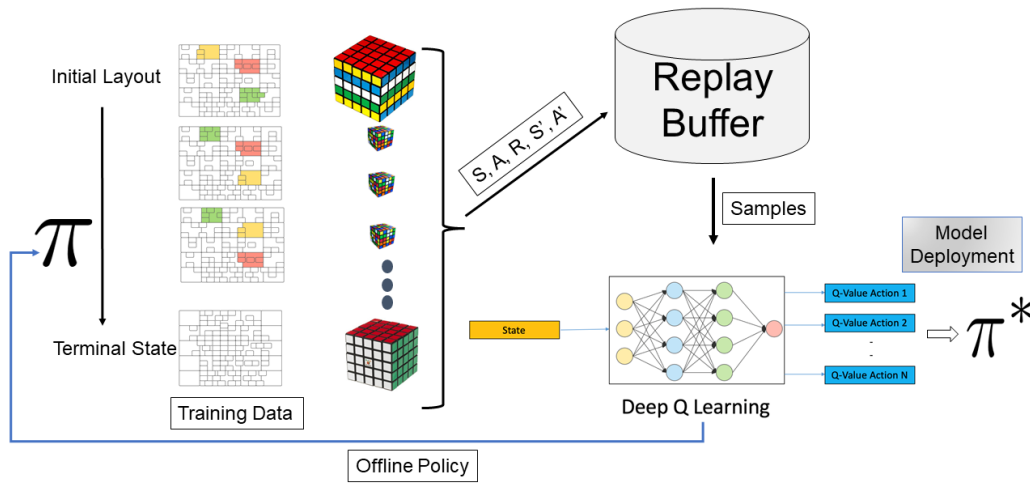 Initial Layout
π
Terminal State
Training Data
S, A, R, S', A'
Replay
Buffer
Samples
Model
Deployment
State
Q-Value Action 1
Q-Value Action 2
-
-
Q-Value Action N
π*
Deep Q Learning
Offline Policy